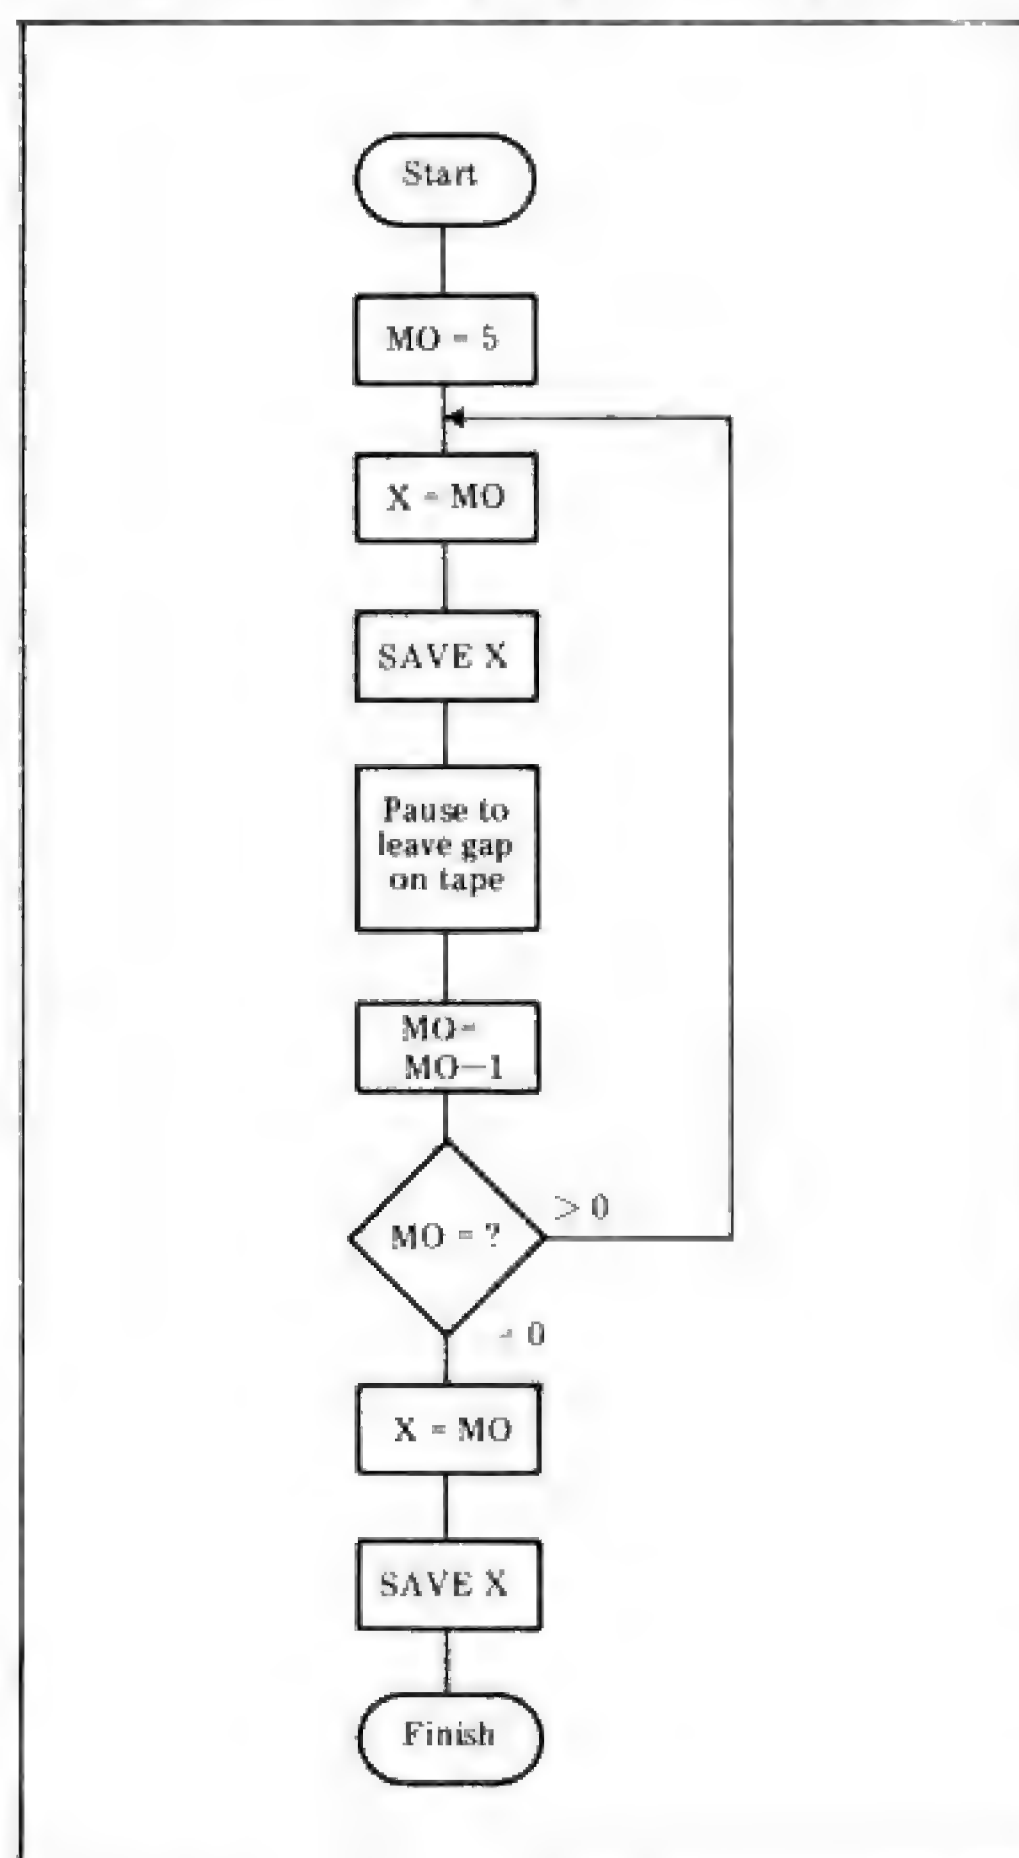 Start
MO = 5
X = MO
SAVE X
Pause to
leave gap
on tape
MO=
MO—1
> 0
MO = ?
= 0
X = MO
SAVE X
Finish